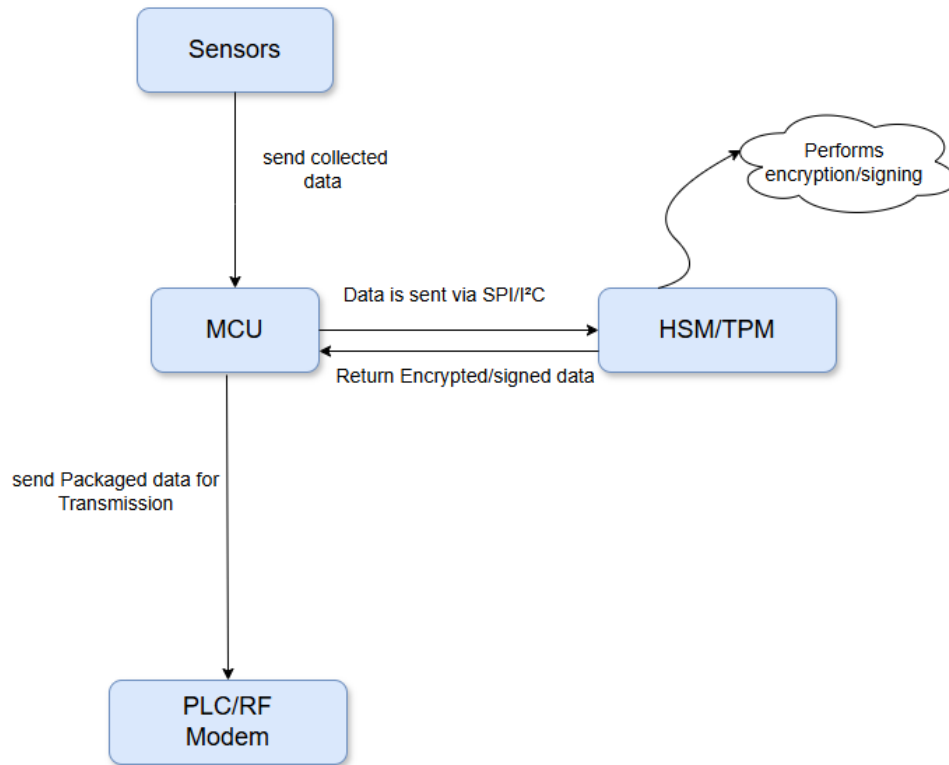 Sensors
send collected
data
Performs
encryption/signing
MCU
Data is sent via SPI/I²C
HSM/TPM
Return Encrypted/signed data
send Packaged data for
Transmission
PLC/RF
Modem